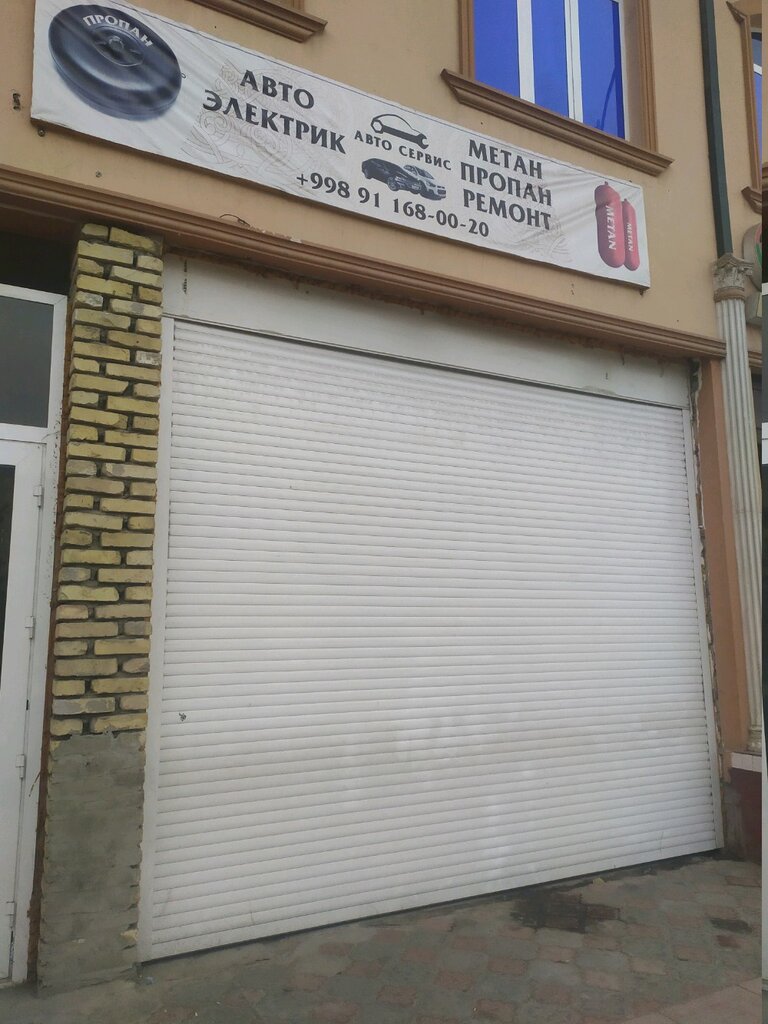 ПРОПАН
АВТО
ЭЛЕКТРИК
АВТО СЕРВИС
+998 91 168-00-20
МЕТАН
ПРОПАН
РЕМОНТ
METAN
METAN